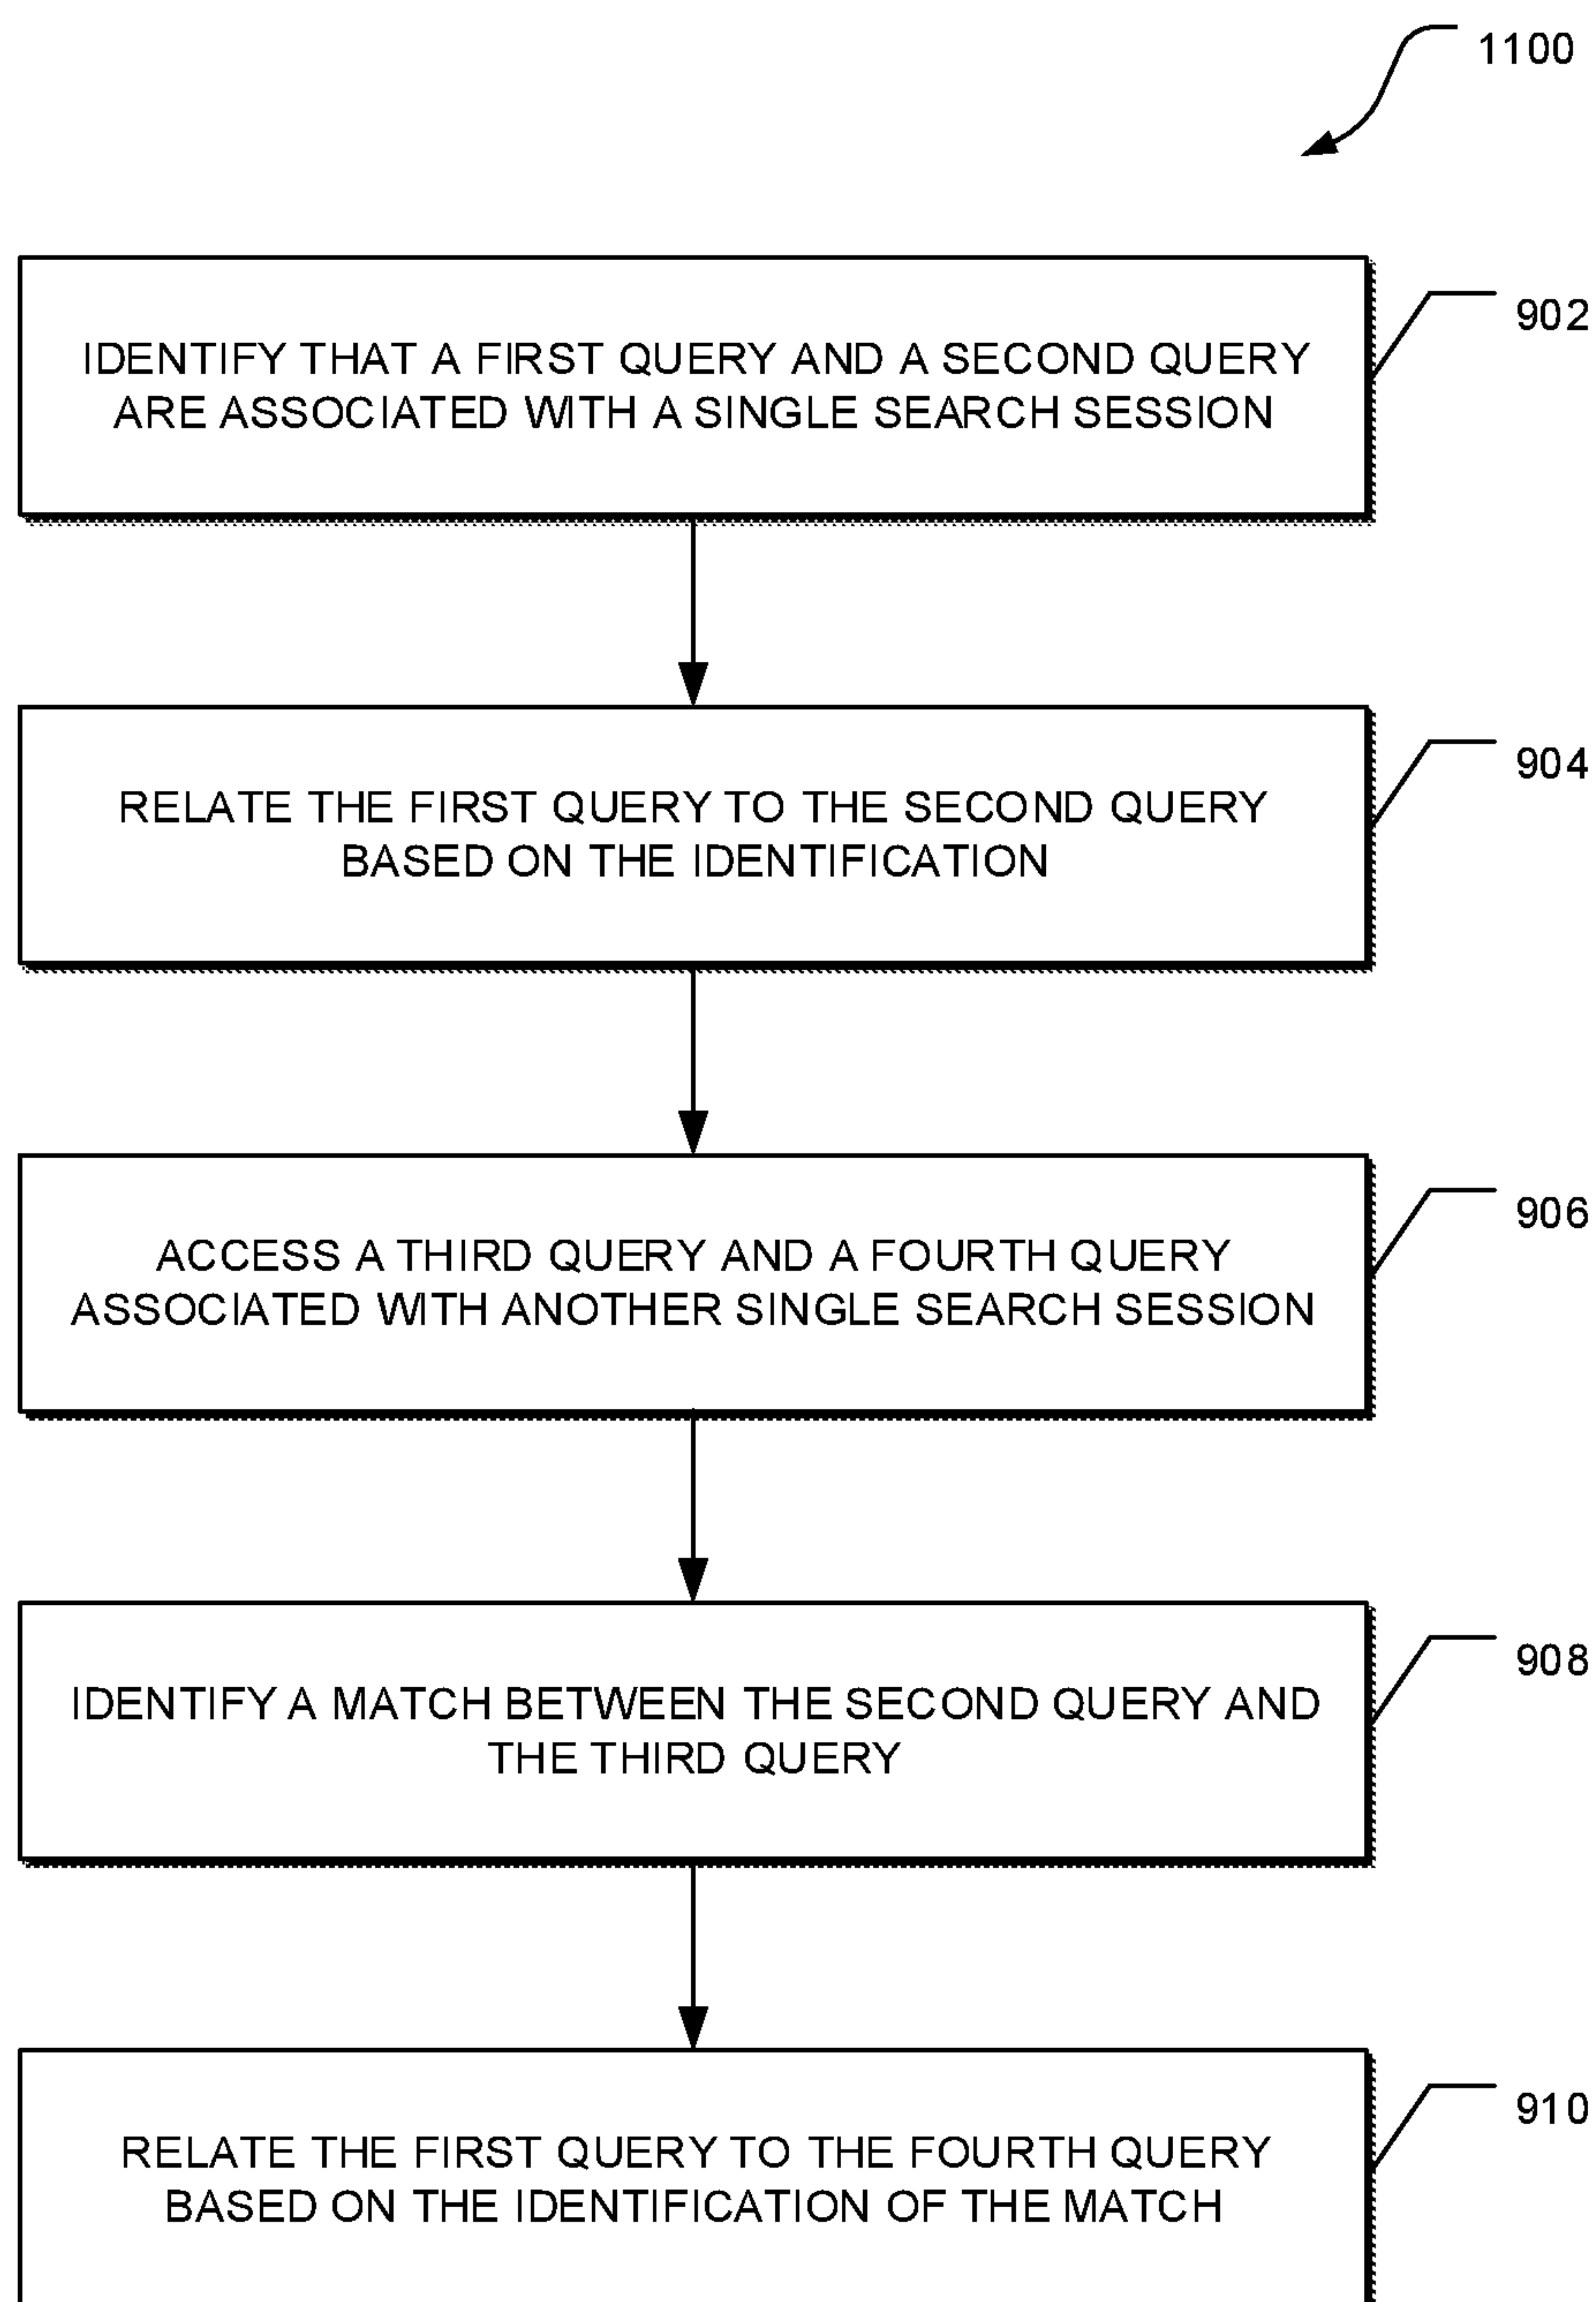 1100
IDENTIFY THAT A FIRST QUERY AND A SECOND QUERY
ARE ASSOCIATED WITH A SINGLE SEARCH SESSION
902
RELATE THE FIRST QUERY TO THE SECOND QUERY
BASED ON THE IDENTIFICATION
904
ACCESS A THIRD QUERY AND A FOURTH QUERY
ASSOCIATED WITH ANOTHER SINGLE SEARCH SESSION
906
IDENTIFY A MATCH BETWEEN THE SECOND QUERY AND
THE THIRD QUERY
908
RELATE THE FIRST QUERY TO THE FOURTH QUERY
BASED ON THE IDENTIFICATION OF THE MATCH
910